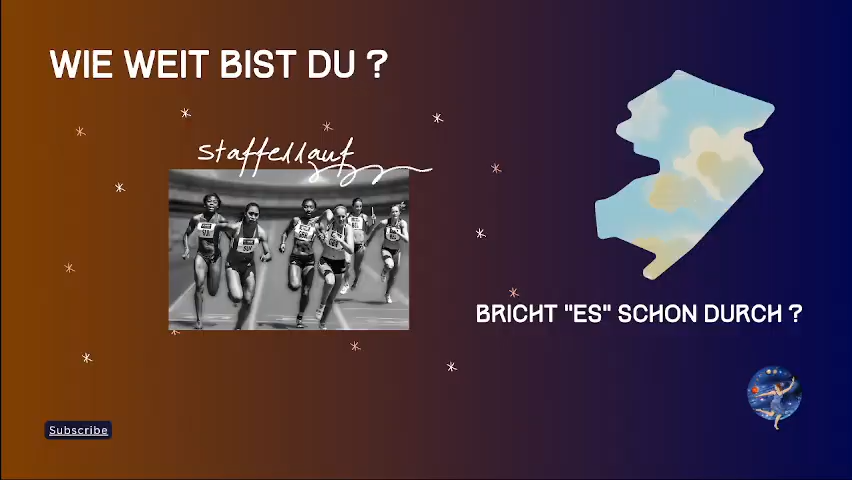 WIE WEIT BIST DU ?
staffellauf
BRICHT "ES" SCHON DURCH ?
Subscribe